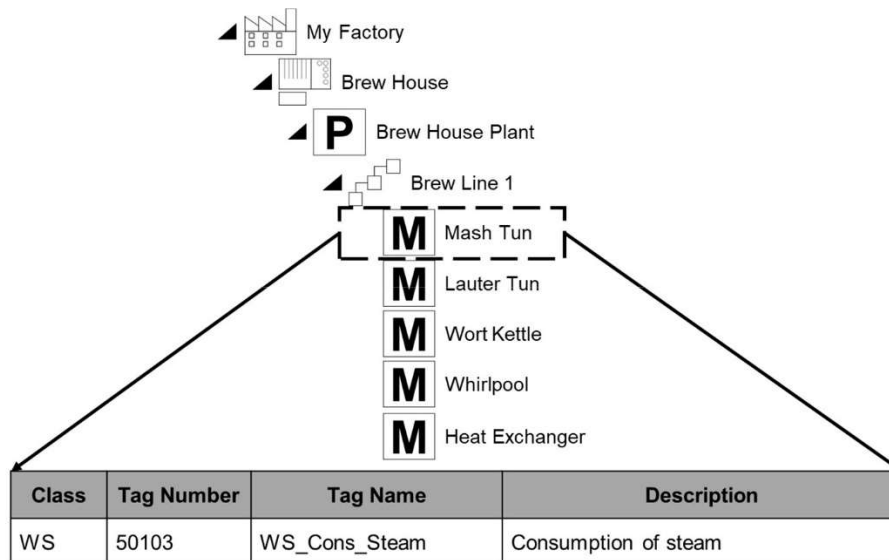 My Factory
Brew House
P Brew House Plant
Brew Line 1
M Mash Tun
M Lauter Tun
M Wort Kettle
M Whirlpool
M Heat Exchanger
Class Tag Number Tag Name Description
WS 50103 WS_Cons_Steam Consumption of steam